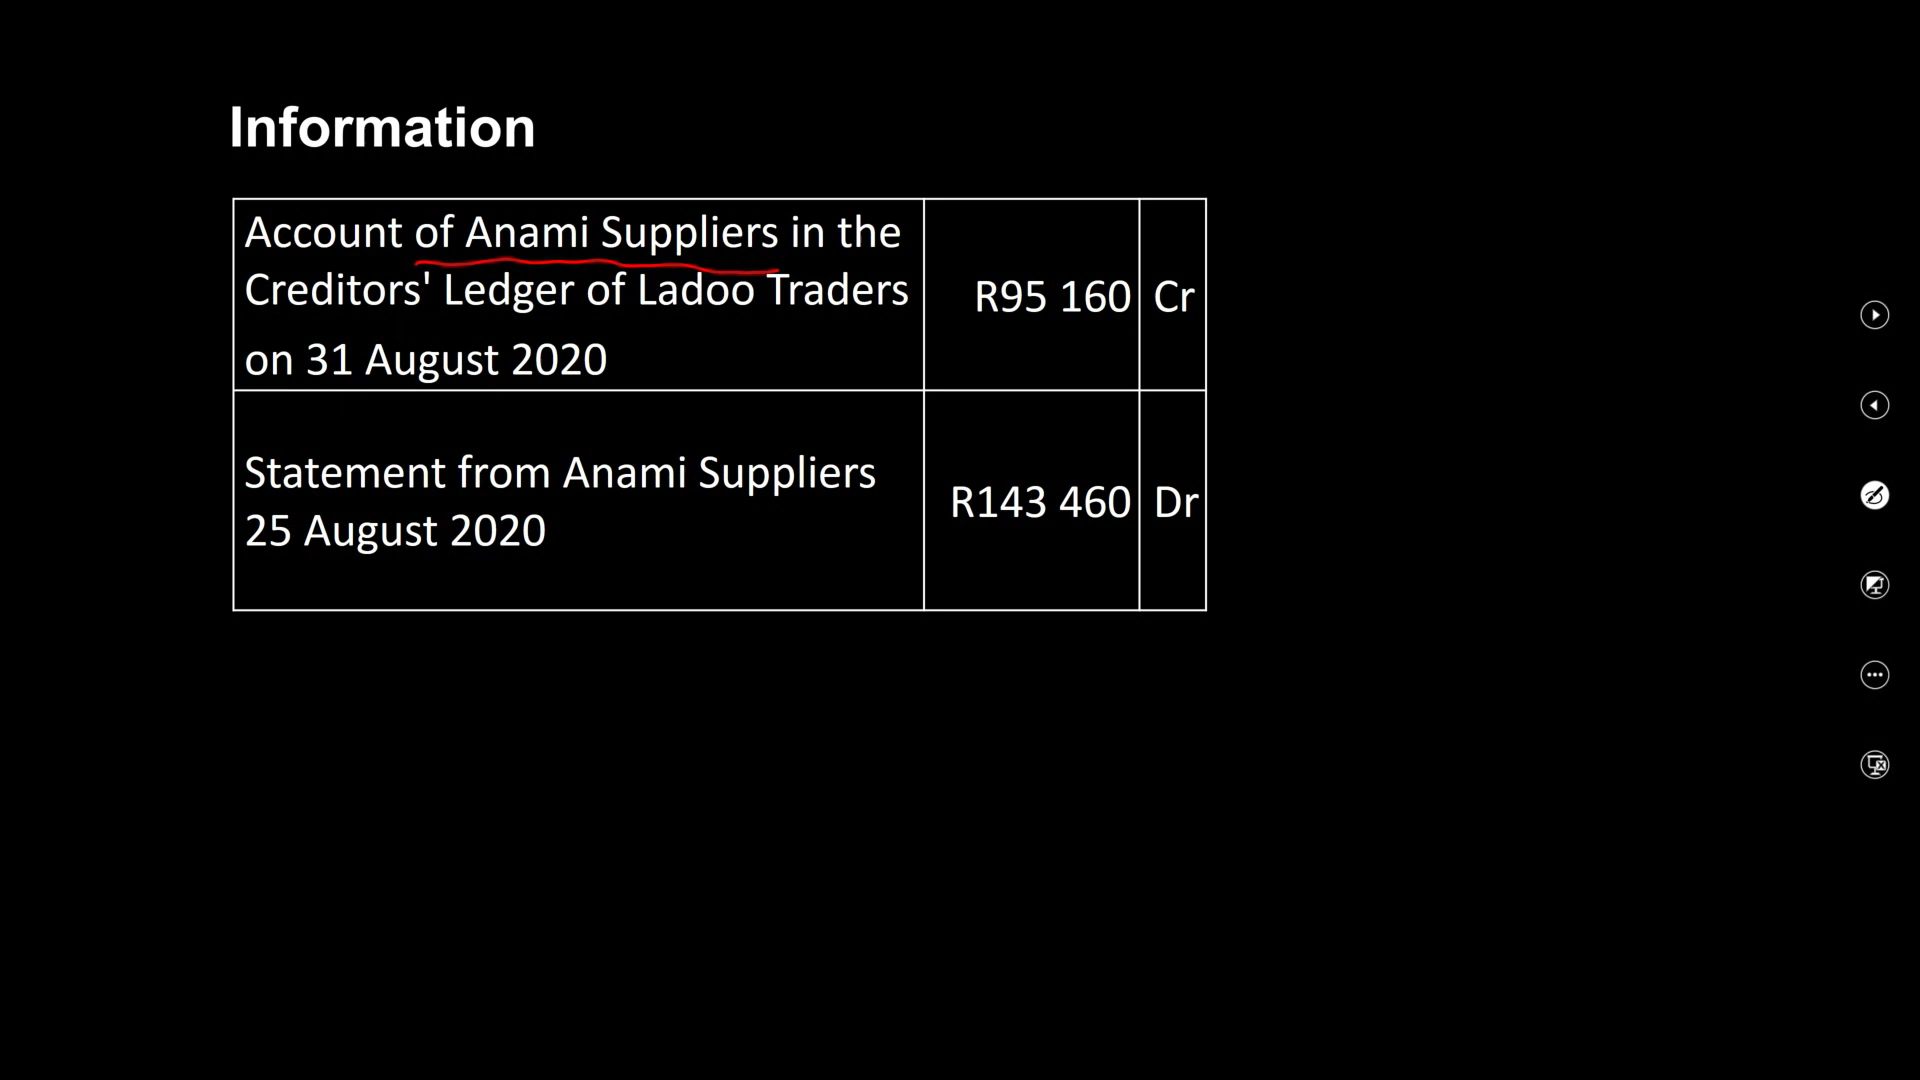 Information
Account of Anami Suppliers in the
Creditors' Ledger of Ladoo Traders
on 31 August 2020
R95 160
Cr
Statement from Anami Suppliers
25 August 2020
R143 460
Dr